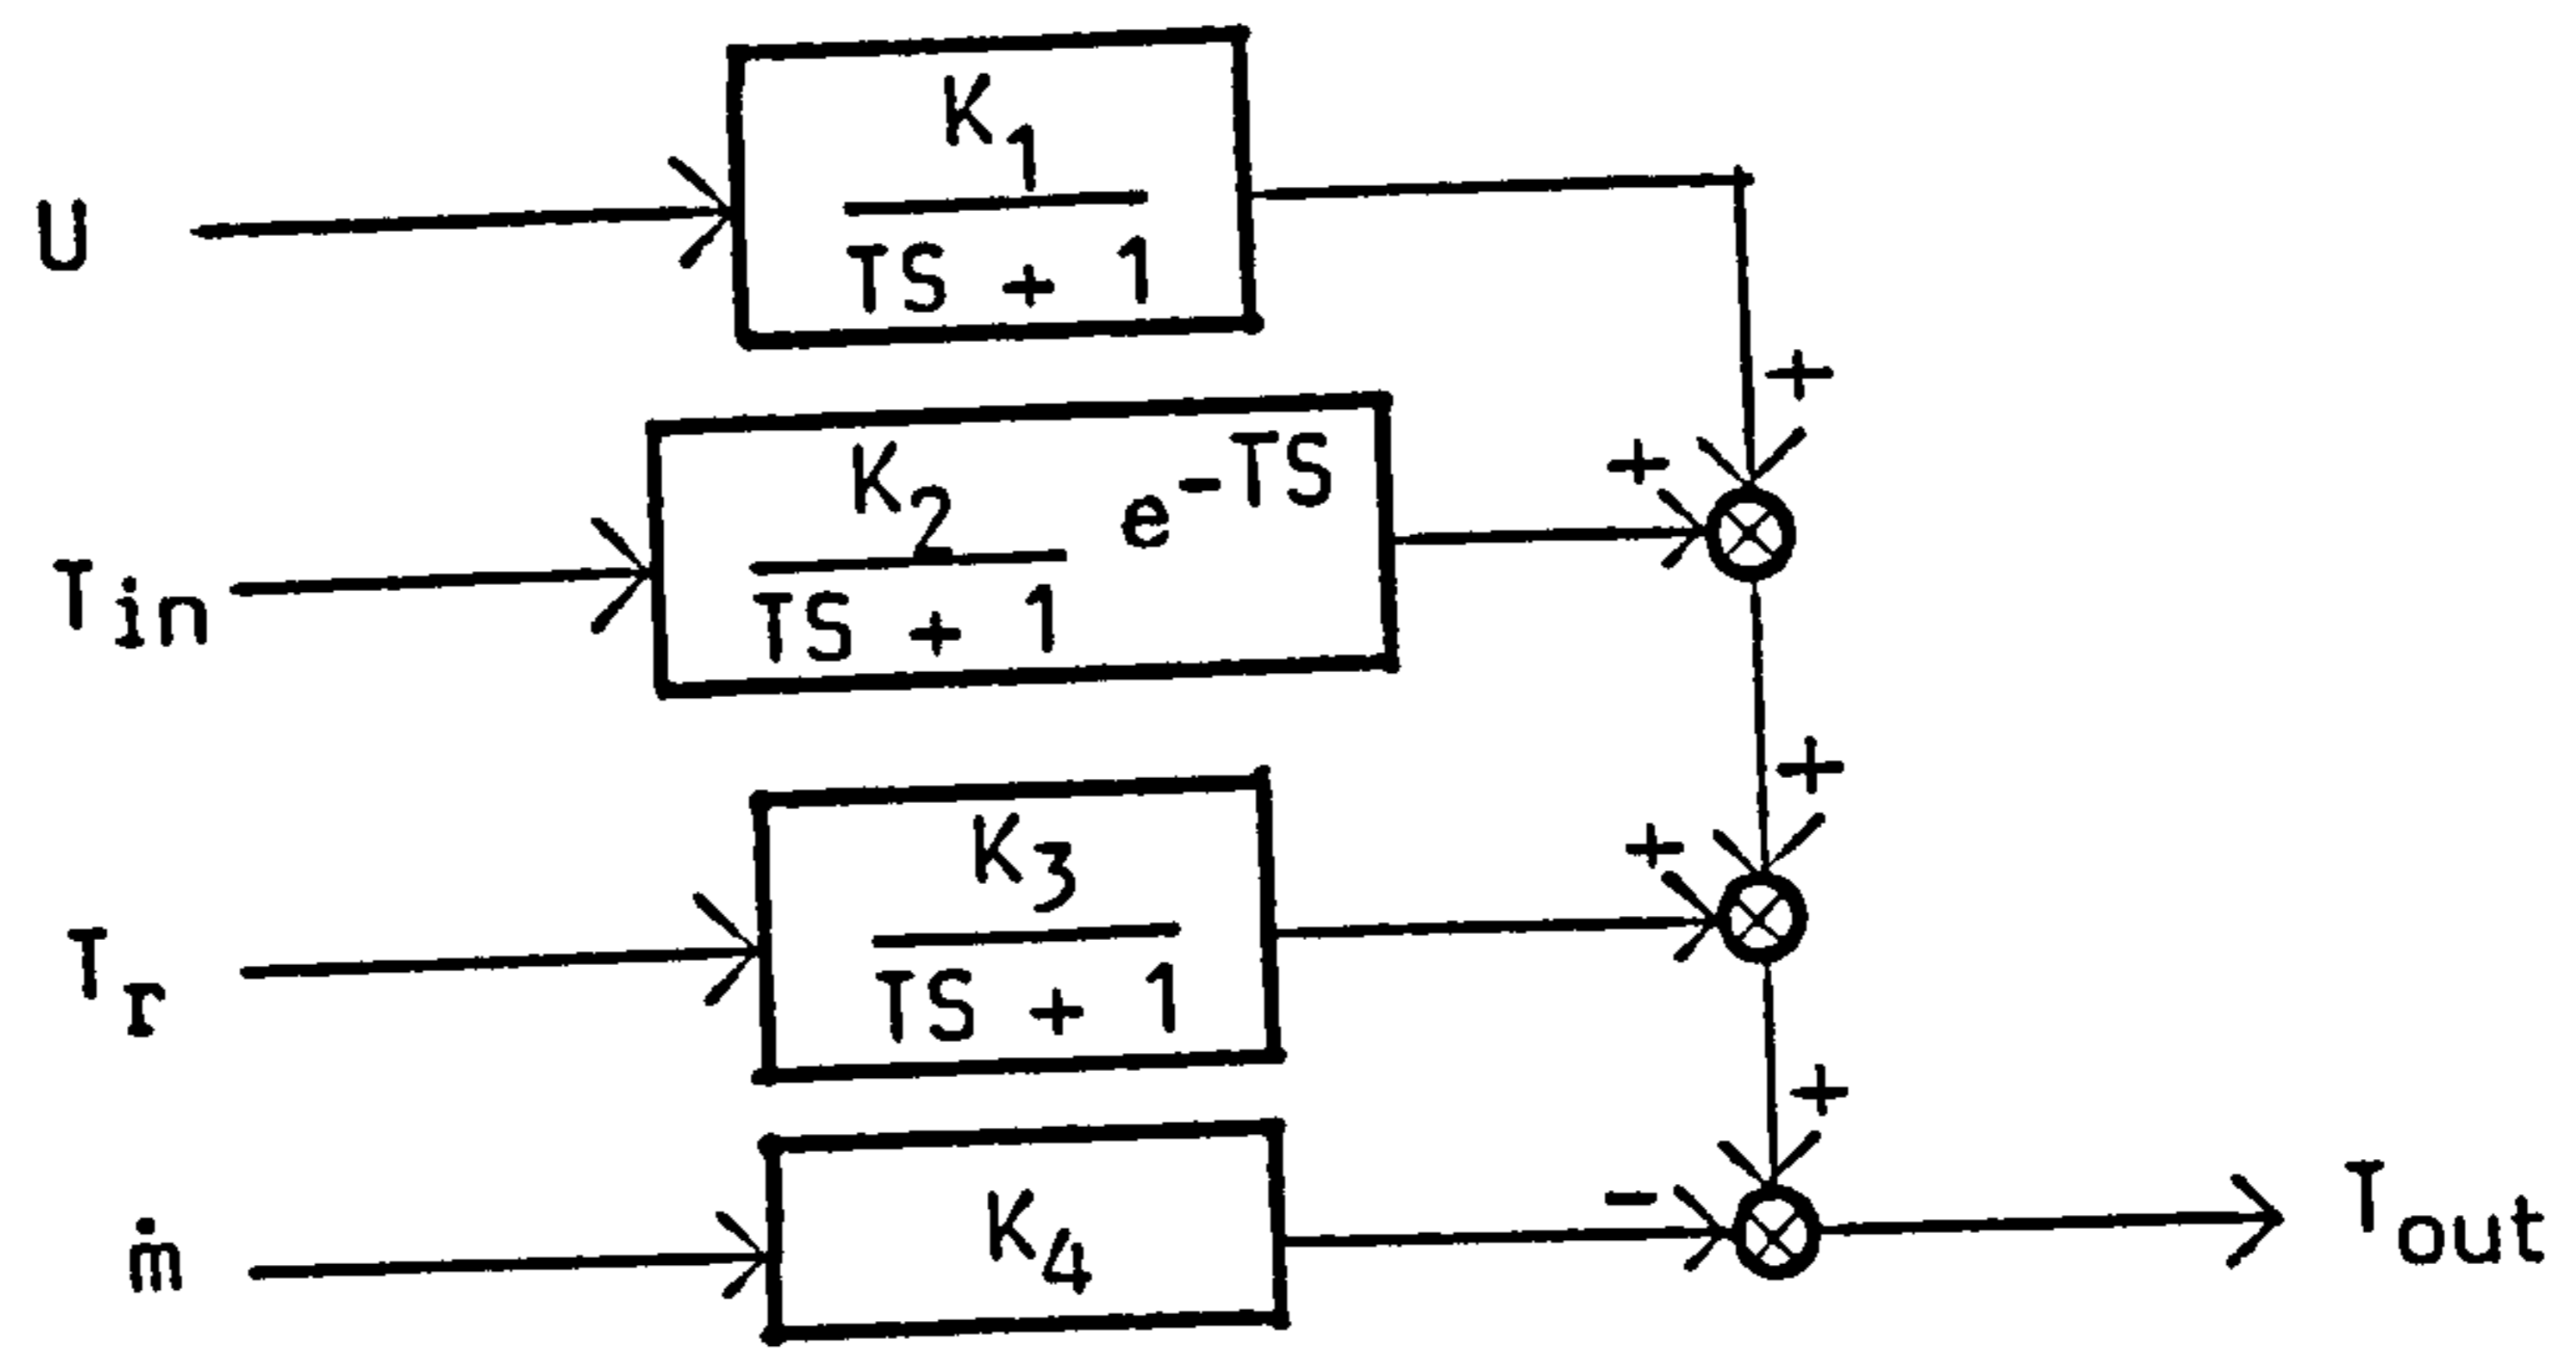 U
K1
TS + 1
+
Tin
K2
TS + 1
e-TS
+
+
Tr
K3
TS + 1
+
+
ṁ
K4
-
+
Tout